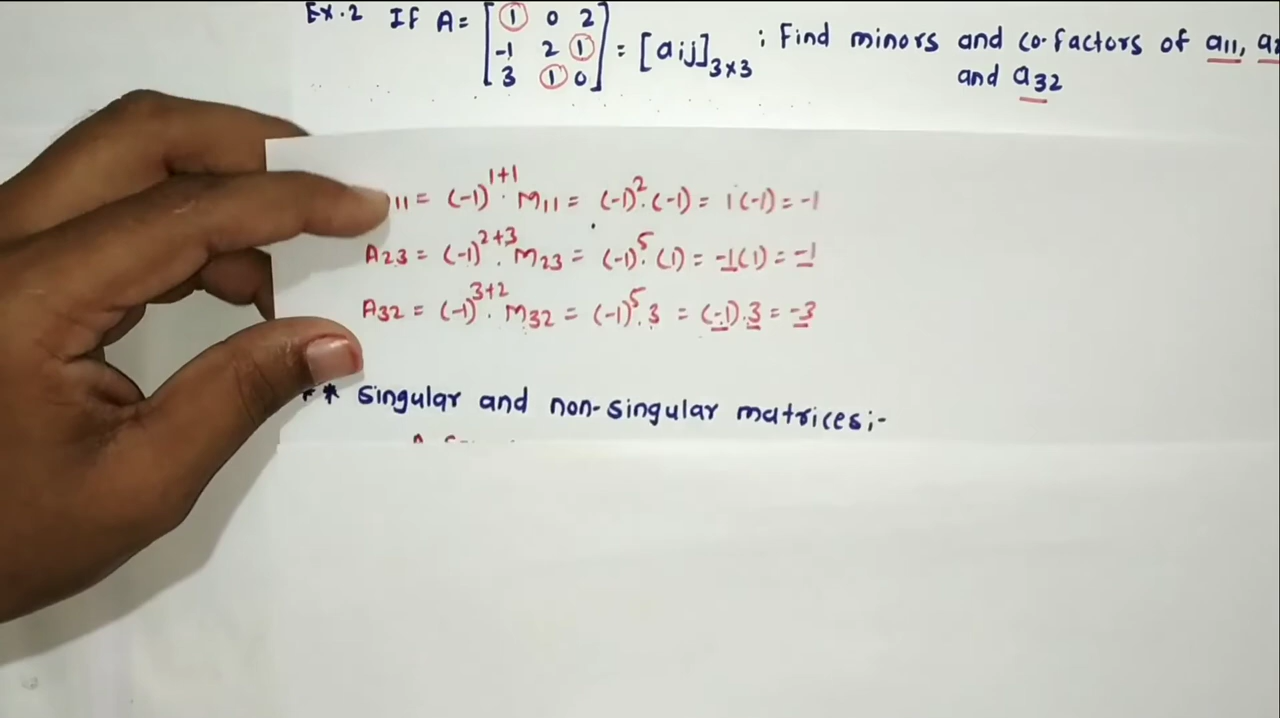 Ex.2 If A = [1 0 2
-1 2 1
3 1 0] = [aij]3×3 ; Find minors and co-factors of a11, a2
and a32
11 = (-1)^1+1 · M11 = (-1)^2 · (-1) = 1(-1) = -1
A23 = (-1)^2+3 · M23 = (-1)^5 · (1) = -1(1) = -1
A32 = (-1)^3+2 · M32 = (-1)^5 · 3 = (-1) · 3 = -3
** Singular and non-singular matrices:-